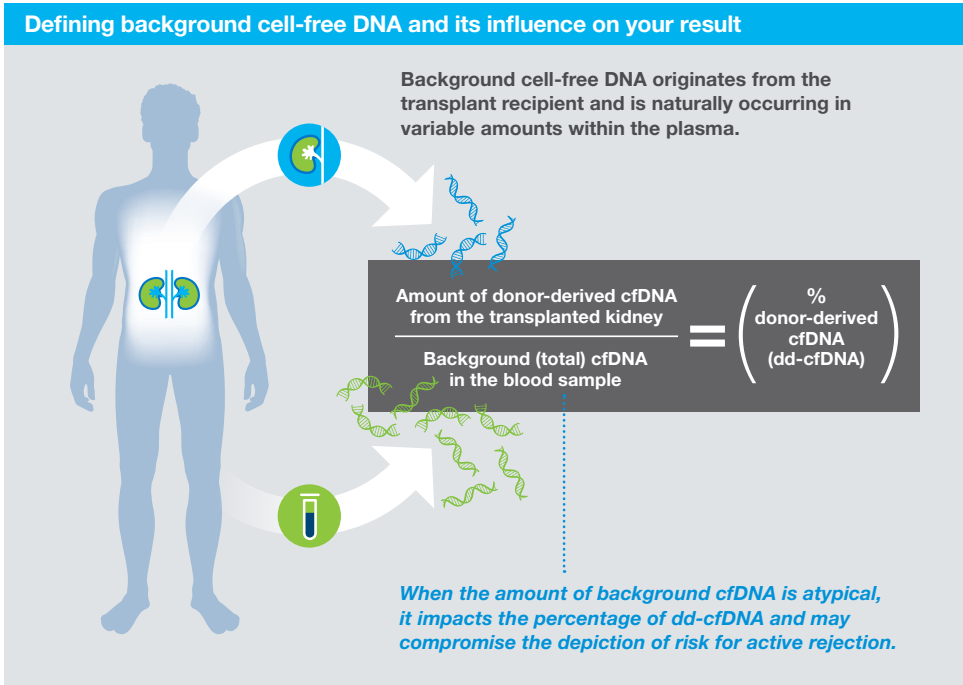 Defining background cell-free DNA and its influence on your result
Background cell-free DNA originates from the
transplant recipient and is naturally occurring in
variable amounts within the plasma.
Amount of donor-derived cfDNA
from the transplanted kidney
Background (total) cfDNA
in the blood sample
=
%
donor-derived
cfDNA
(dd-cfDNA)
When the amount of background cfDNA is atypical,
it impacts the percentage of dd-cfDNA and may
compromise the depiction of risk for active rejection.